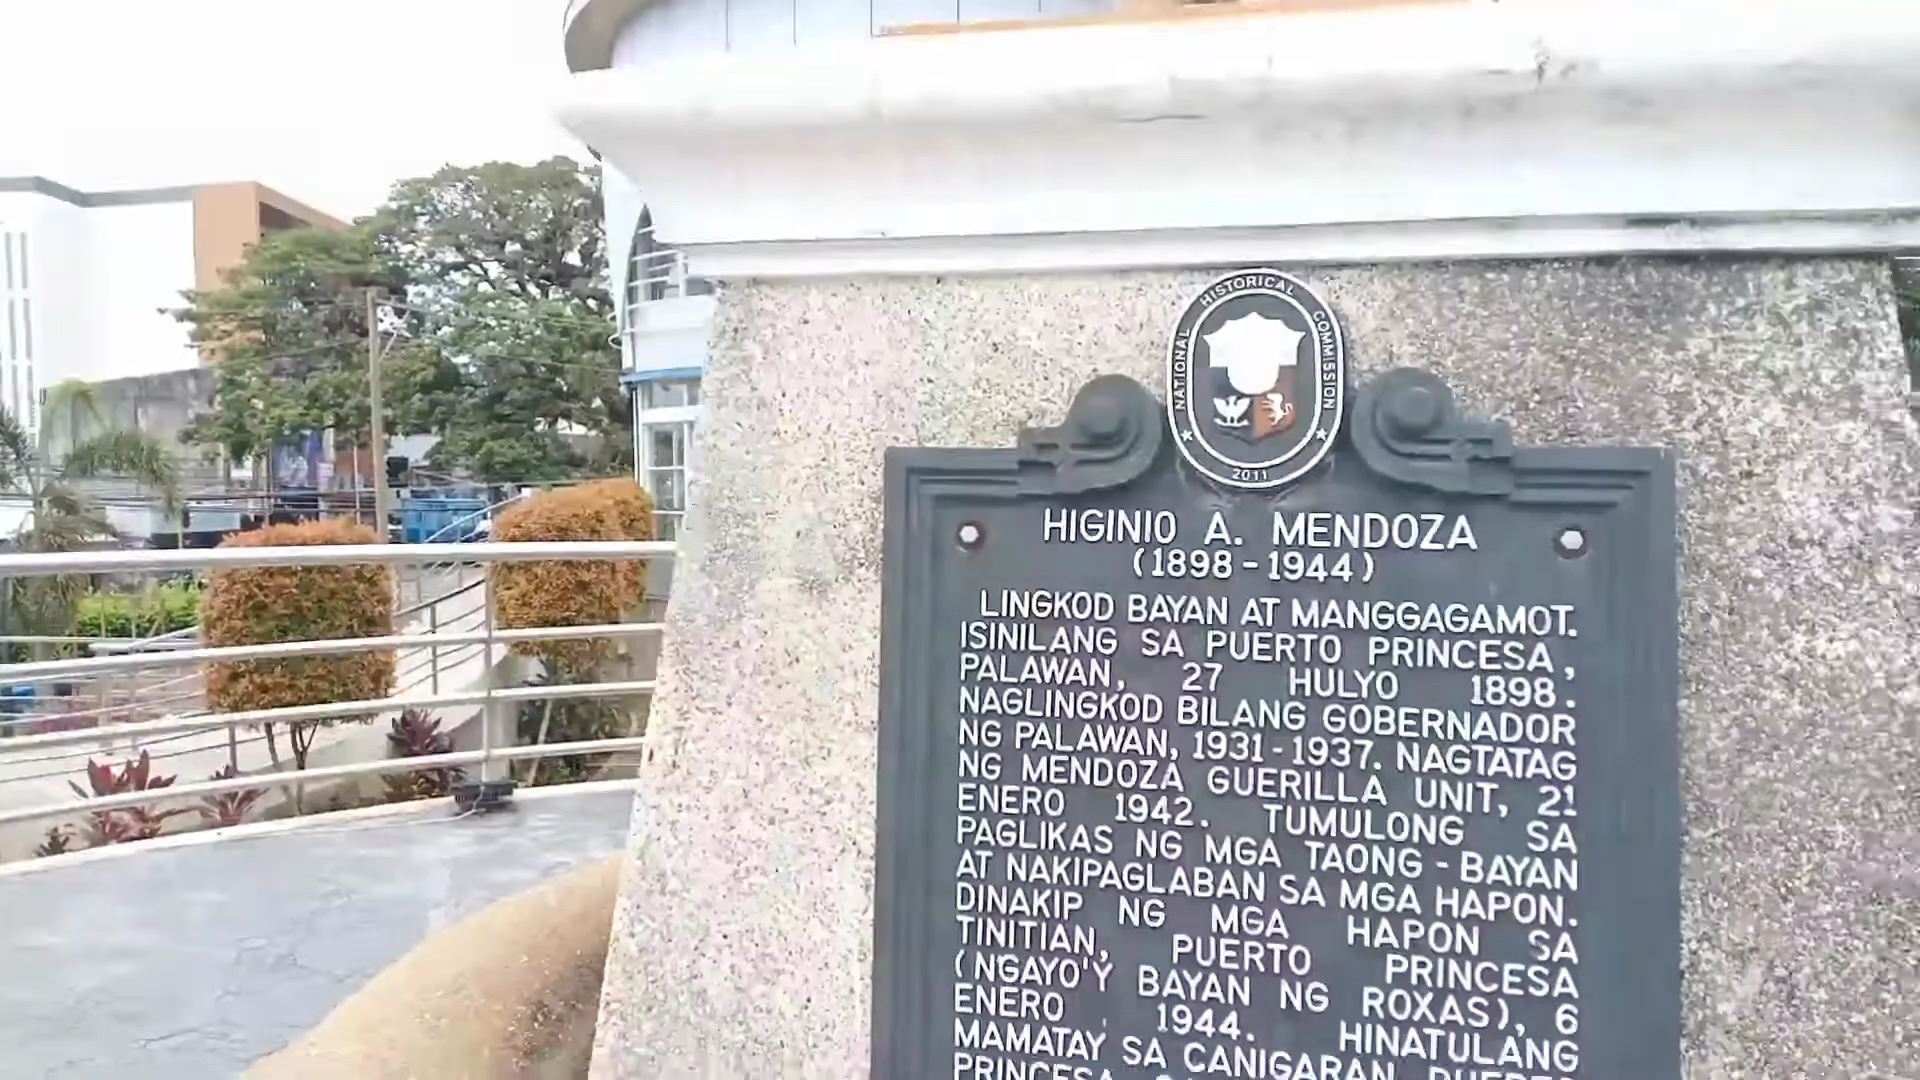 NATIONAL HISTORICAL COMMISSION
2011
HIGINIO A. MENDOZA
(1898-1944)
LINGKOD BAYAN AT MANGGAGAMOT.
ISINILANG SA PUERTO PRINCESA,
PALAWAN, 27 HULYO 1898.
NAGLINGKOD BILANG GOBERNADOR
NG PALAWAN, 1931-1937. NAGTATAG
NG MENDOZA GUERILLA UNIT, 21
ENERO 1942. TUMULONG SA
PAGLIKAS NG MGA TAONG-BAYAN
AT NAKIPAGLABAN SA MGA HAPON.
DINAKIP NG MGA HAPON SA
TINITIAN, PUERTO PRINCESA
(NGAYO'Y BAYAN NG ROXAS), 6
ENERO 1944. HINATULANG
MAMATAY SA CANIGARAN, PUERTO
PRINCESA